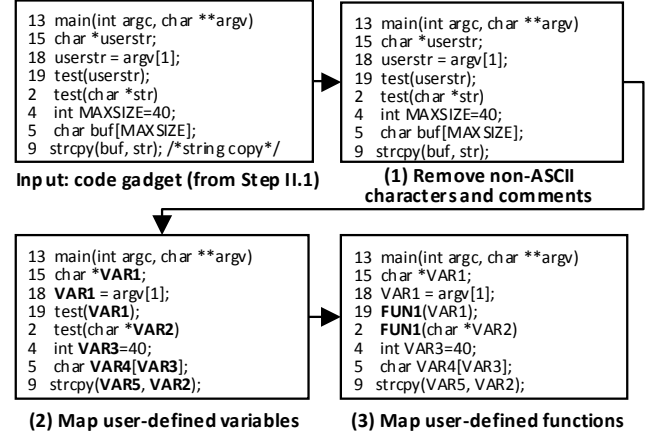 13 main(int argc, char **argv)
15 char *userstr;
18 userstr = argv[1];
19 test(userstr);
2 test(char *str)
4 int MAXSIZE=40;
5 char buf[MAXSIZE];
9 strcpy(buf, str); /*string copy*/
Input: code gadget (from Step II.1)
13 main(int argc, char **argv)
15 char *userstr;
18 userstr = argv[1];
19 test(userstr);
2 test(char *str)
4 int MAXSIZE=40;
5 char buf[MAXSIZE];
9 strcpy(buf, str);
(1) Remove non-ASCII
characters and comments
13 main(int argc, char **argv)
15 char *VAR1;
18 VAR1 = argv[1];
19 test(VAR1);
2 test(char *VAR2)
4 int VAR3=40;
5 char VAR4[VAR3];
9 strcpy(VAR5, VAR2);
(2) Map user-defined variables
13 main(int argc, char **argv)
15 char *VAR1;
18 VAR1 = argv[1];
19 FUN1(VAR1);
2 FUN1(char *VAR2)
4 int VAR3=40;
5 char VAR4[VAR3];
9 strcpy(VAR5, VAR2);
(3) Map user-defined functions